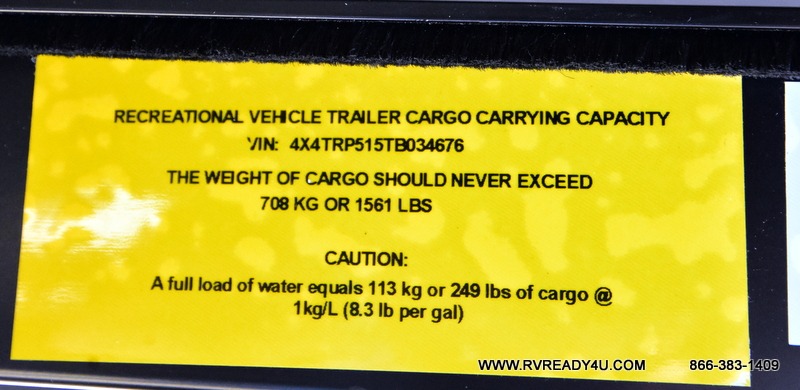 RECREATIONAL VEHICLE TRAILER CARGO CARRYING CAPACITY
VIN: 4X4TRP515TB034676
THE WEIGHT OF CARGO SHOULD NEVER EXCEED
708 KG OR 1561 LBS
CAUTION:
A full load of water equals 113 kg or 249 lbs of cargo @
1kg/L (8.3 lb per gal)
WWW.RVREADY4U.COM 866-383-1409